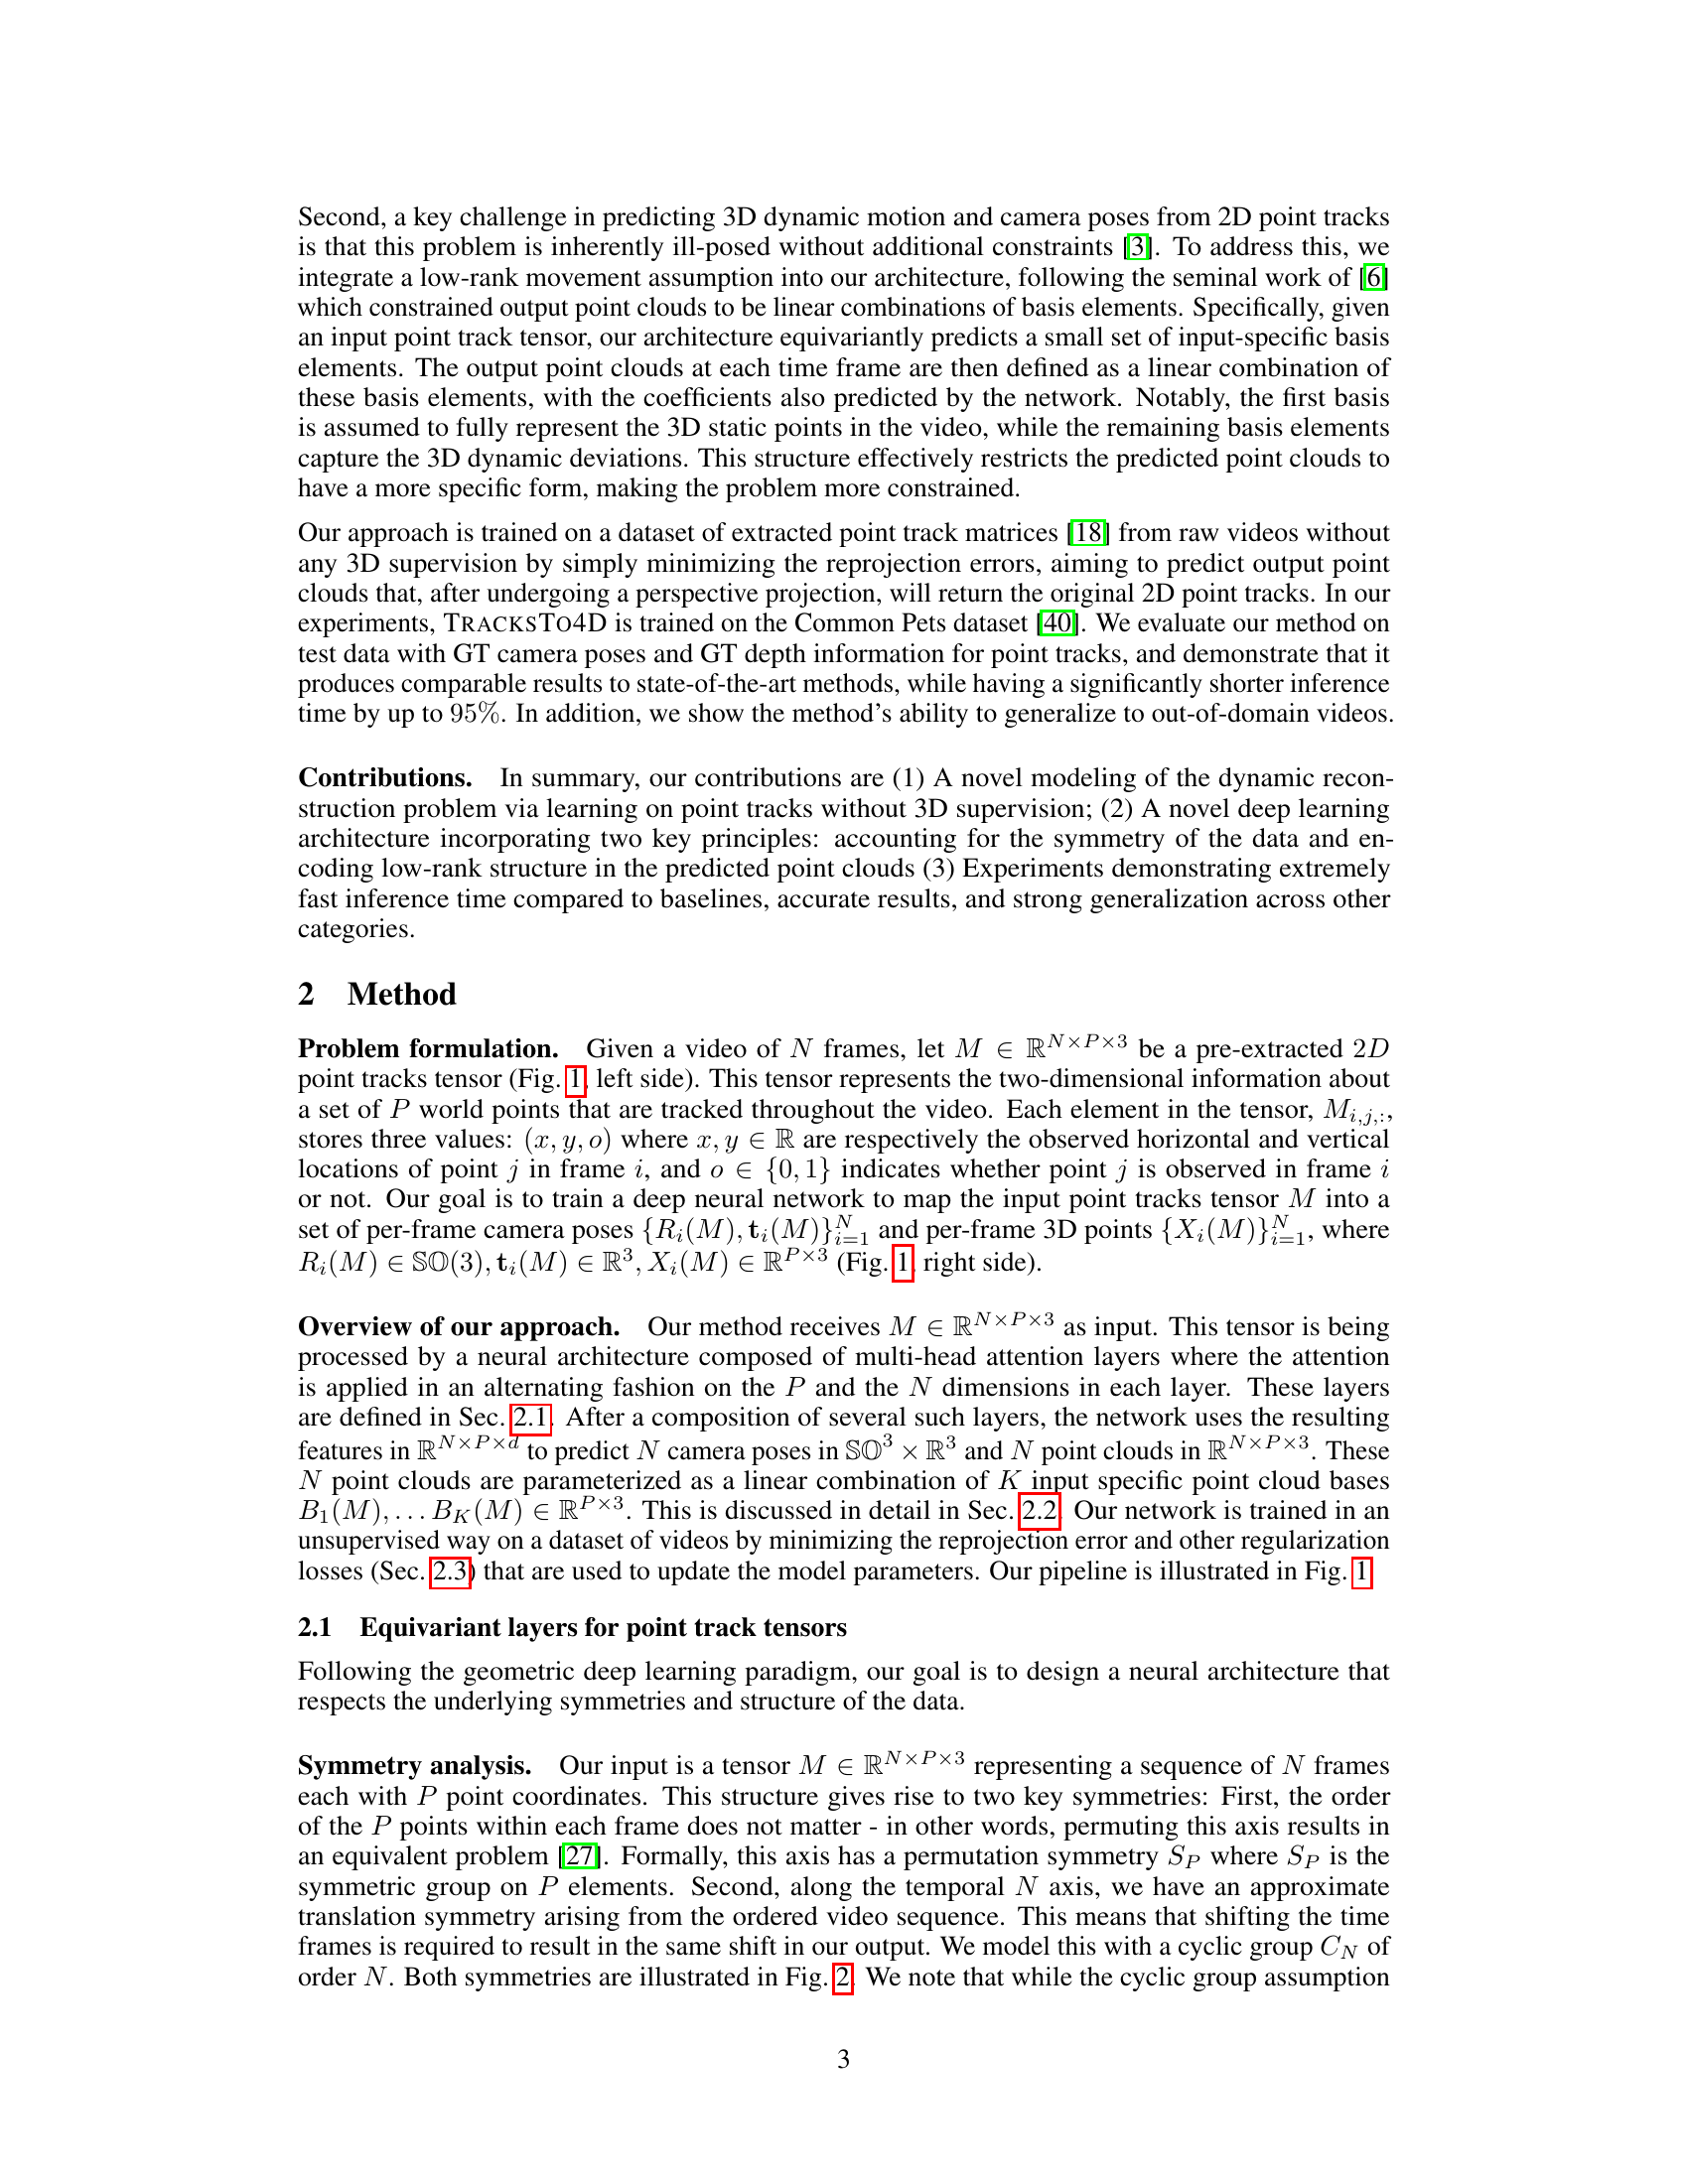 Second, a key challenge in predicting 3D dynamic motion and camera poses from 2D point tracks
is that this problem is inherently ill-posed without additional constraints [3]. To address this, we
integrate a low-rank movement assumption into our architecture, following the seminal work of [6]
which constrained output point clouds to be linear combinations of basis elements. Specifically, given
an input point track tensor, our architecture equivariantly predicts a small set of input-specific basis
elements. The output point clouds at each time frame are then defined as a linear combination of
these basis elements, with the coefficients also predicted by the network. Notably, the first basis
is assumed to fully represent the 3D static points in the video, while the remaining basis elements
capture the 3D dynamic deviations. This structure effectively restricts the predicted point clouds to
have a more specific form, making the problem more constrained.
Our approach is trained on a dataset of extracted point track matrices [18] from raw videos without
any 3D supervision by simply minimizing the reprojection errors, aiming to predict output point
clouds that, after undergoing a perspective projection, will return the original 2D point tracks. In our
experiments, TRACKSTO4D is trained on the Common Pets dataset [40]. We evaluate our method on
test data with GT camera poses and GT depth information for point tracks, and demonstrate that it
produces comparable results to state-of-the-art methods, while having a significantly shorter inference
time by up to 95%. In addition, we show the method's ability to generalize to out-of-domain videos.
Contributions. In summary, our contributions are (1) A novel modeling of the dynamic recon-
struction problem via learning on point tracks without 3D supervision; (2) A novel deep learning
architecture incorporating two key principles: accounting for the symmetry of the data and en-
coding low-rank structure in the predicted point clouds (3) Experiments demonstrating extremely
fast inference time compared to baselines, accurate results, and strong generalization across other
categories.
2 Method
Problem formulation. Given a video of $N$ frames, let $M \in \mathbb{R}^{N \times P \times 3}$ be a pre-extracted $2D$
point tracks tensor (Fig. 1, left side). This tensor represents the two-dimensional information about
a set of $P$ world points that are tracked throughout the video. Each element in the tensor, $M_{i,j,:}$,
stores three values: $(x, y, o)$ where $x, y \in \mathbb{R}$ are respectively the observed horizontal and vertical
locations of point $j$ in frame $i$, and $o \in \{0, 1\}$ indicates whether point $j$ is observed in frame $i$
or not. Our goal is to train a deep neural network to map the input point tracks tensor $M$ into a
set of per-frame camera poses $\{R_i(M), \mathbf{t}_i(M)\}_{i=1}^N$ and per-frame 3D points $\{X_i(M)\}_{i=1}^N$, where
$R_i(M) \in \mathbb{SO}(3), \mathbf{t}_i(M) \in \mathbb{R}^3, X_i(M) \in \mathbb{R}^{P \times 3}$ (Fig. 1, right side).
Overview of our approach. Our method receives $M \in \mathbb{R}^{N \times P \times 3}$ as input. This tensor is being
processed by a neural architecture composed of multi-head attention layers where the attention
is applied in an alternating fashion on the $P$ and the $N$ dimensions in each layer. These layers
are defined in Sec. 2.1. After a composition of several such layers, the network uses the resulting
features in $\mathbb{R}^{N \times P \times d}$ to predict $N$ camera poses in $\mathbb{SO}^3 \times \mathbb{R}^3$ and $N$ point clouds in $\mathbb{R}^{N \times P \times 3}$. These
$N$ point clouds are parameterized as a linear combination of $K$ input specific point cloud bases
$B_1(M), \ldots B_K(M) \in \mathbb{R}^{P \times 3}$. This is discussed in detail in Sec. 2.2. Our network is trained in an
unsupervised way on a dataset of videos by minimizing the reprojection error and other regularization
losses (Sec. 2.3) that are used to update the model parameters. Our pipeline is illustrated in Fig. 1.
2.1 Equivariant layers for point track tensors
Following the geometric deep learning paradigm, our goal is to design a neural architecture that
respects the underlying symmetries and structure of the data.
Symmetry analysis. Our input is a tensor $M \in \mathbb{R}^{N \times P \times 3}$ representing a sequence of $N$ frames
each with $P$ point coordinates. This structure gives rise to two key symmetries: First, the order
of the $P$ points within each frame does not matter - in other words, permuting this axis results in
an equivalent problem [27]. Formally, this axis has a permutation symmetry $S_P$ where $S_P$ is the
symmetric group on $P$ elements. Second, along the temporal $N$ axis, we have an approximate
translation symmetry arising from the ordered video sequence. This means that shifting the time
frames is required to result in the same shift in our output. We model this with a cyclic group $C_N$ of
order $N$. Both symmetries are illustrated in Fig. 2. We note that while the cyclic group assumption
3